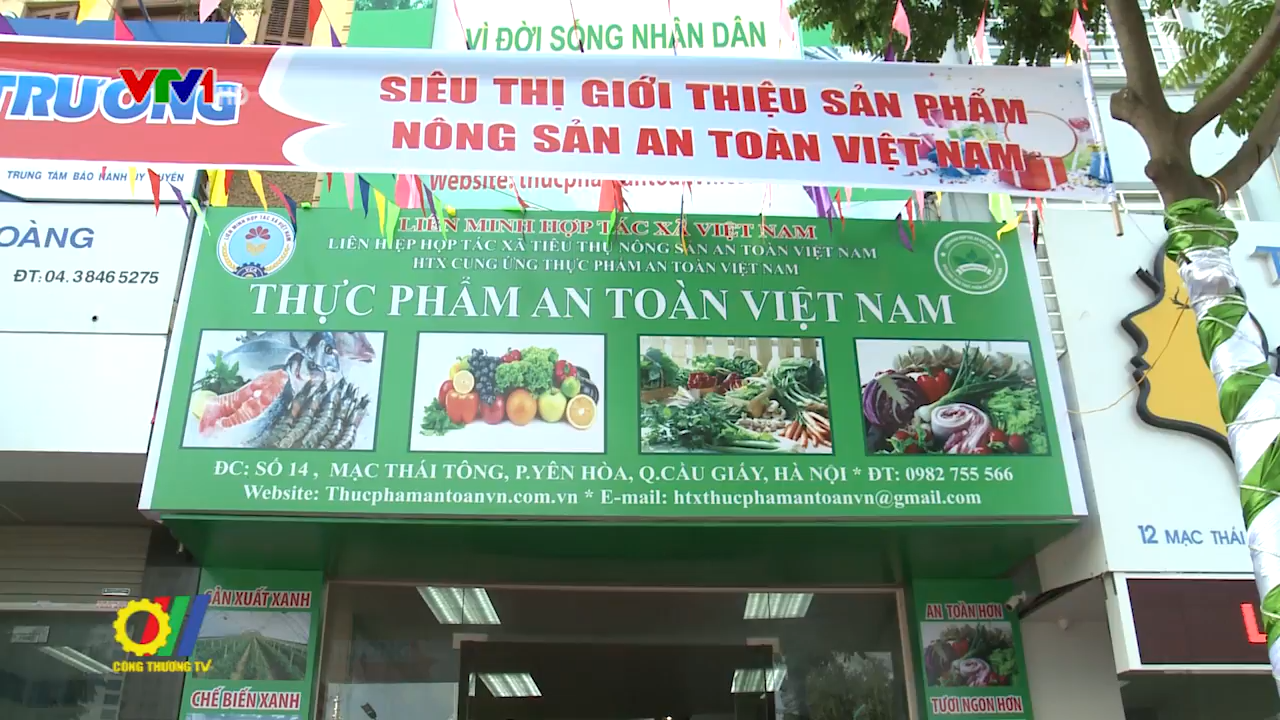 VÌ ĐỜI SỐNG NHÂN DÂN
TRƯƠNG
VTV1
HD
SIÊU THỊ GIỚI THIỆU SẢN PHẨM
NÔNG SẢN AN TOÀN VIỆT NAM
TRUNG TÂM BẢO HÀNH ỦY QUYỀN
Website: thucphamantoanvn.co
OÀNG
ĐT: 04. 3846 5275
LIÊN MINH HỢP TÁC XÃ VIỆT NAM
LIÊN HIỆP HỢP TÁC XÃ TIÊU THỤ NÔNG SẢN AN TOÀN VIỆT NAM
HTX CUNG ỨNG THỰC PHẨM AN TOÀN VIỆT NAM
THỰC PHẨM AN TOÀN VIỆT NAM
ĐC: SỐ 14 , MẠC THÁI TÔNG, P.YÊN HÒA, Q.CẦU GIẤY, HÀ NỘI * ĐT: 0982 755 566
Website: Thucphamantoanvn.com.vn * E-mail: htxthucphamantoanvn@gmail.com
12 MẠC THÁI
SẢN XUẤT XANH
CHẾ BIẾN XANH
AN TOÀN HƠN
TƯƠI NGON HƠN
CÔNG THƯƠNG TV